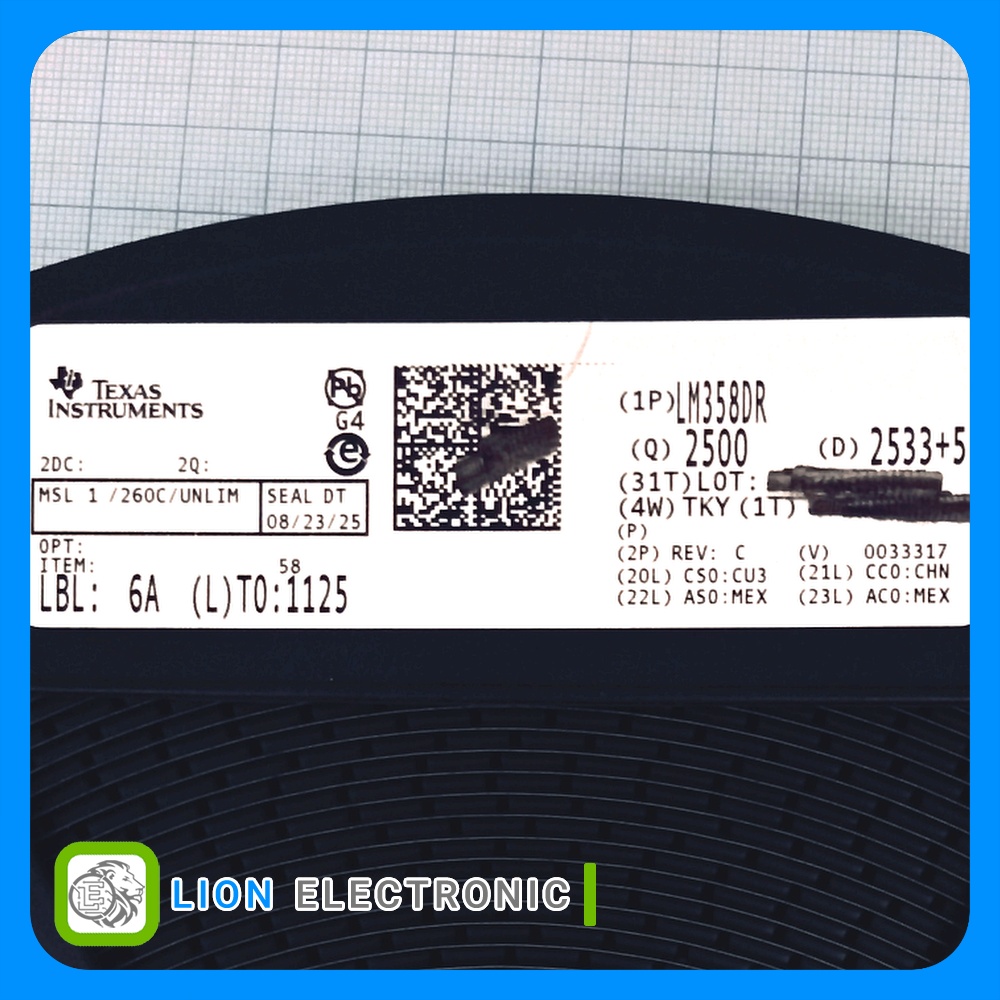 TEXAS
INSTRUMENTS
Pb
G4
e
2DC: 2Q:
MSL 1 /260C/UNLIM
SEAL DT
08/23/25
OPT:
ITEM: 58
LBL: 6A (L)TO:1125
(1P)LM358DR
(Q) 2500 (D) 2533+5
(31T)LOT:
(4W)TKY(1T)
(P)
(2P) REV: C (V) 0033317
(20L) CSO:CU3 (21L) CCO:CHN
(22L) ASO:MEX (23L) ACO:MEX
LION ELECTRONIC